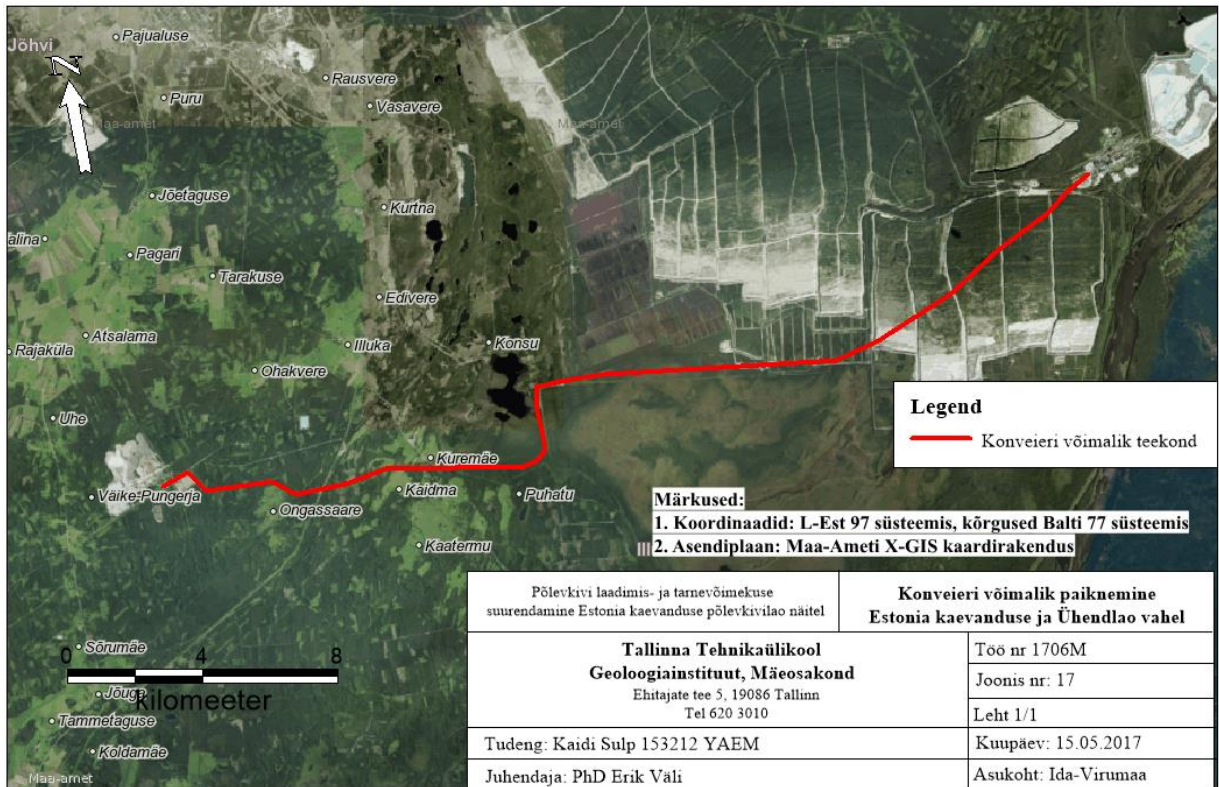 Jõhvi
Pajualuse
N
Rausvere
Puru
Vasavere
Maa-amet
Maa-amet
Jõetaguse
Kurtna
alina
Pagari
Tarakuse
Edivere
Atsalama
Konsu
Illuka
Rajaküla
Ohakvere
Uhe
Legend
Konveieri võimalik teekond
Kuremäe
Väike-Pungerja
Kaidma
Puhatu
Ongassaare
Kaatermu
Märkused:
1. Koordinaadid: L-Est 97 süsteemis, kõrgused Balti 77 süsteemis
2. Asendiplaan: Maa-Ameti X-GIS kaardirakendus
Põlevkivi laadimis- ja tarnevõimekuse
suurendamine Estonia kaevanduse põlevkivilao näitel
Konveieri võimalik paiknemine
Estonia kaevanduse ja Ühendlao vahel
Tallinna Tehnikaülikool
Geoloogiainstituut, Mäeosakond
Ehitajate tee 5, 19086 Tallinn
Tel 620 3010
Töö nr 1706M
Joonis nr: 17
Leht 1/1
Tudeng: Kaidi Sulp 153212 YAEM
Kuupäev: 15.05.2017
Juhendaja: PhD Erik Väli
Asukoht: Ida-Virumaa
Sõrumäe
0 4 8
kilomeeter
Jõuga
Tammetaguse
Koldamäe
Maa-amet